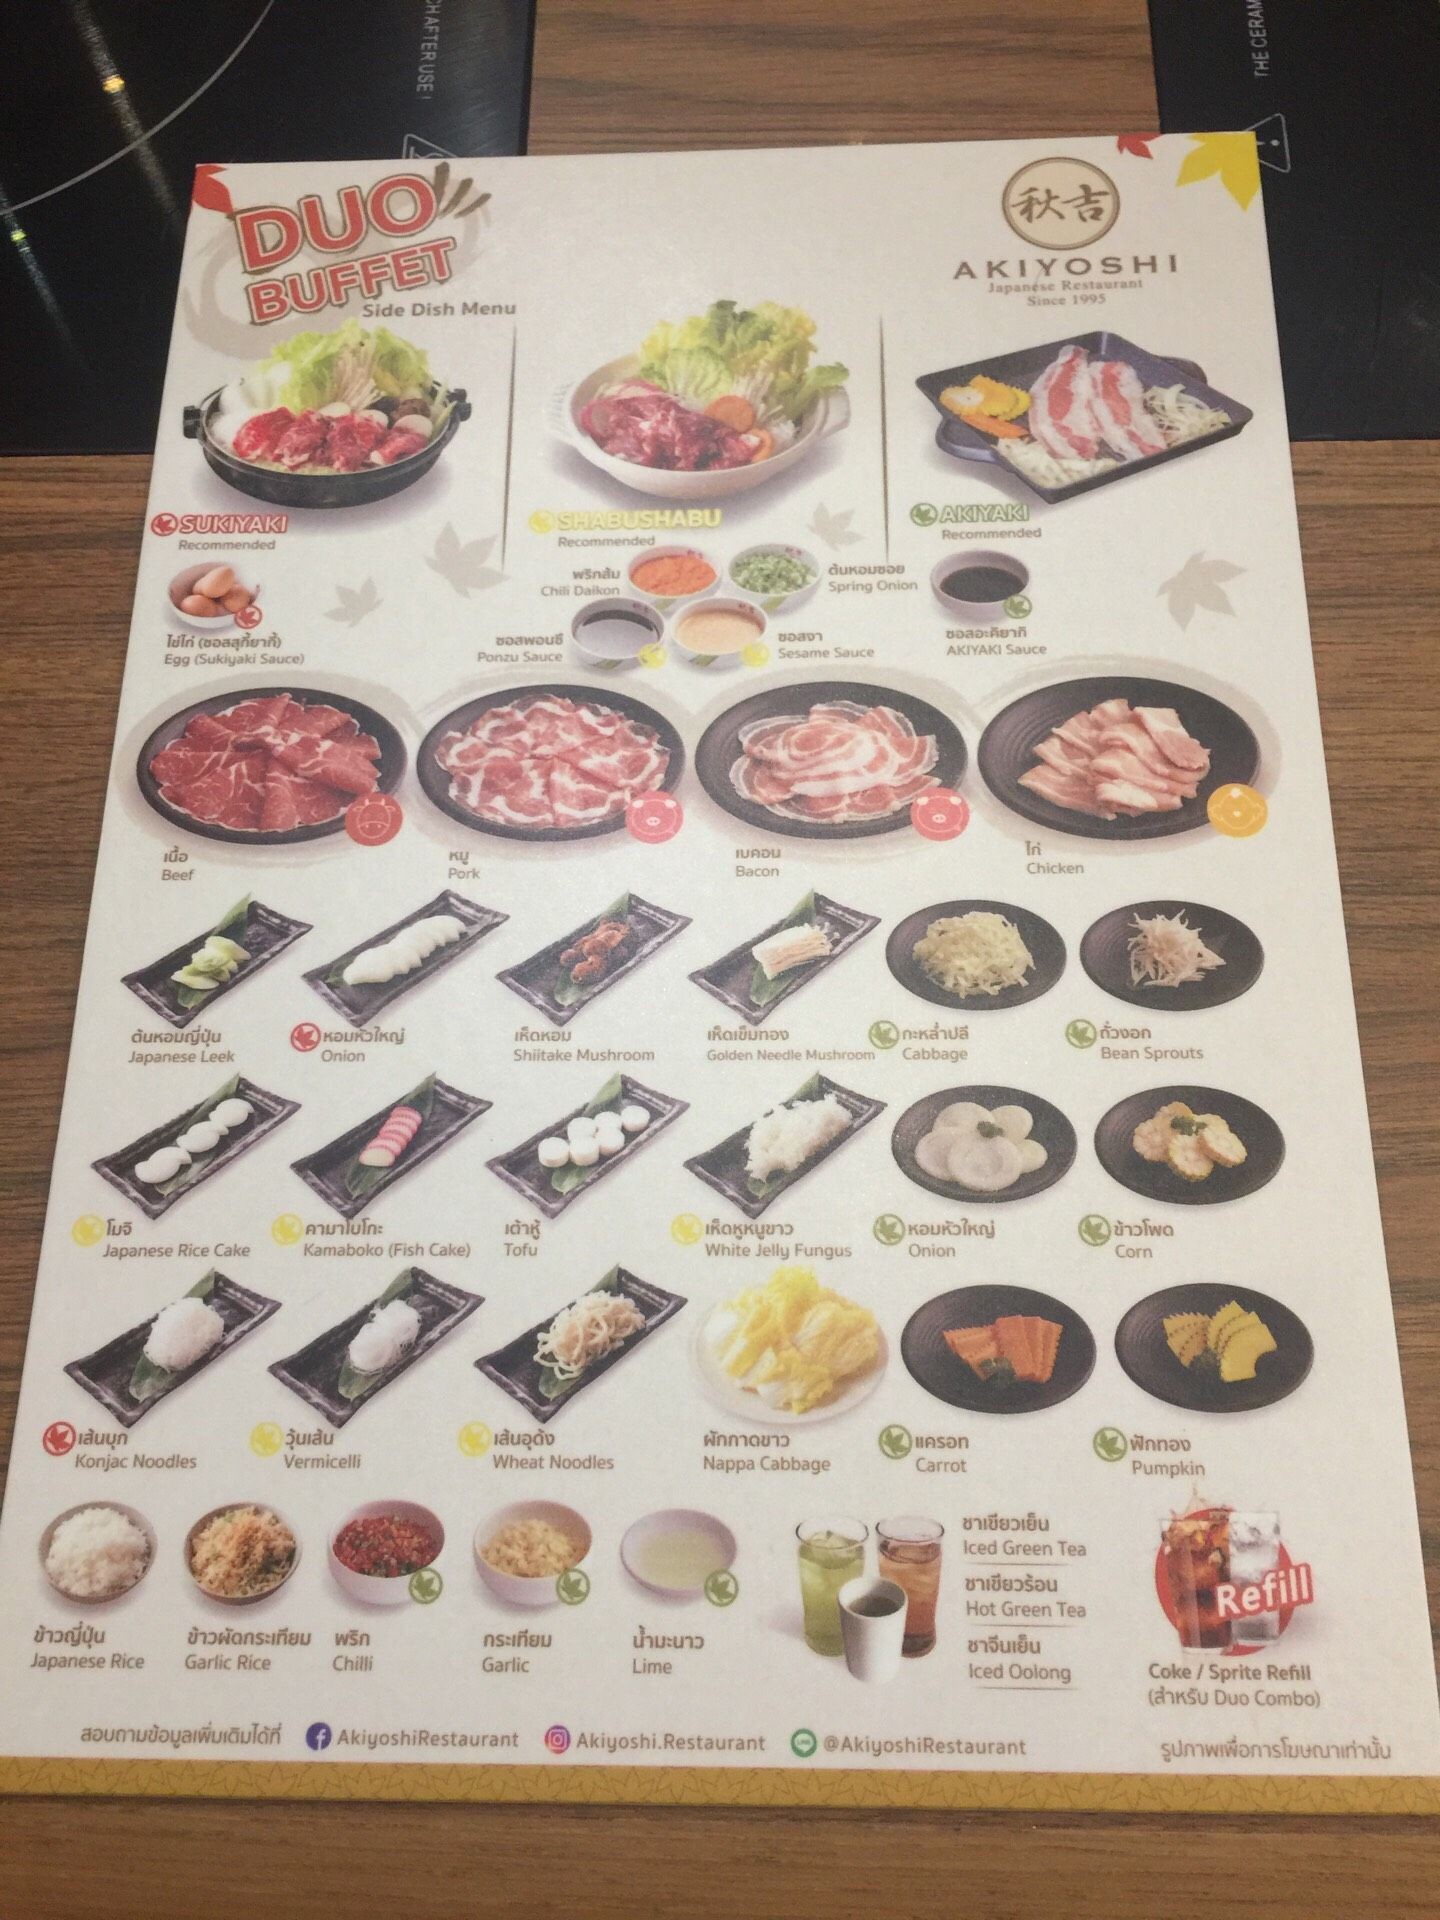 CH AFTER USE !
THE CERAM
DUO
BUFFET
Side Dish Menu
秋吉
AKIYOSHI
Japanese Restaurant
Since 1995
SUKIYAKI
Recommended
SHABUSHABU
Recommended
AKIYAKI
Recommended
ไข่ไก่ (ซอสสุกี้ยากี้)
Egg (Sukiyaki Sauce)
พริกส้ม
Chili Daikon
ต้นหอมซอย
Spring Onion
ซอสพอนซึ
Ponzu Sauce
ซอสงา
Sesame Sauce
ซอสอะคิยากิ
AKIYAKI Sauce
เนื้อ
Beef
หมู
Pork
เบคอน
Bacon
ไก่
Chicken
ต้นหอมญี่ปุ่น
Japanese Leek
หอมหัวใหญ่
Onion
เห็ดหอม
Shiitake Mushroom
เห็ดเข็มทอง
Golden Needle Mushroom
กะหล่ำปลี
Cabbage
ถั่วงอก
Bean Sprouts
โมจิ
Japanese Rice Cake
คามาโบโกะ
Kamaboko (Fish Cake)
เต้าหู้
Tofu
เห็ดหูหนูขาว
White Jelly Fungus
หอมหัวใหญ่
Onion
ข้าวโพด
Corn
เส้นบุก
Konjac Noodles
วุ้นเส้น
Vermicelli
เส้นอุด้ง
Wheat Noodles
ผักกาดขาว
Nappa Cabbage
แครอท
Carrot
ฟักทอง
Pumpkin
ข้าวญี่ปุ่น
Japanese Rice
ข้าวผัดกระเทียม
Garlic Rice
พริก
Chilli
กระเทียม
Garlic
น้ำมะนาว
Lime
ชาเขียวเย็น
Iced Green Tea
ชาเขียวร้อน
Hot Green Tea
ชาจีนเย็น
Iced Oolong
Refill
Coke / Sprite Refill
(สำหรับ Duo Combo)
สอบถามข้อมูลเพิ่มเติมได้ที่ AkiyoshiRestaurant Akiyoshi.Restaurant @AkiyoshiRestaurant
รูปภาพเพื่อการโฆษณาเท่านั้น